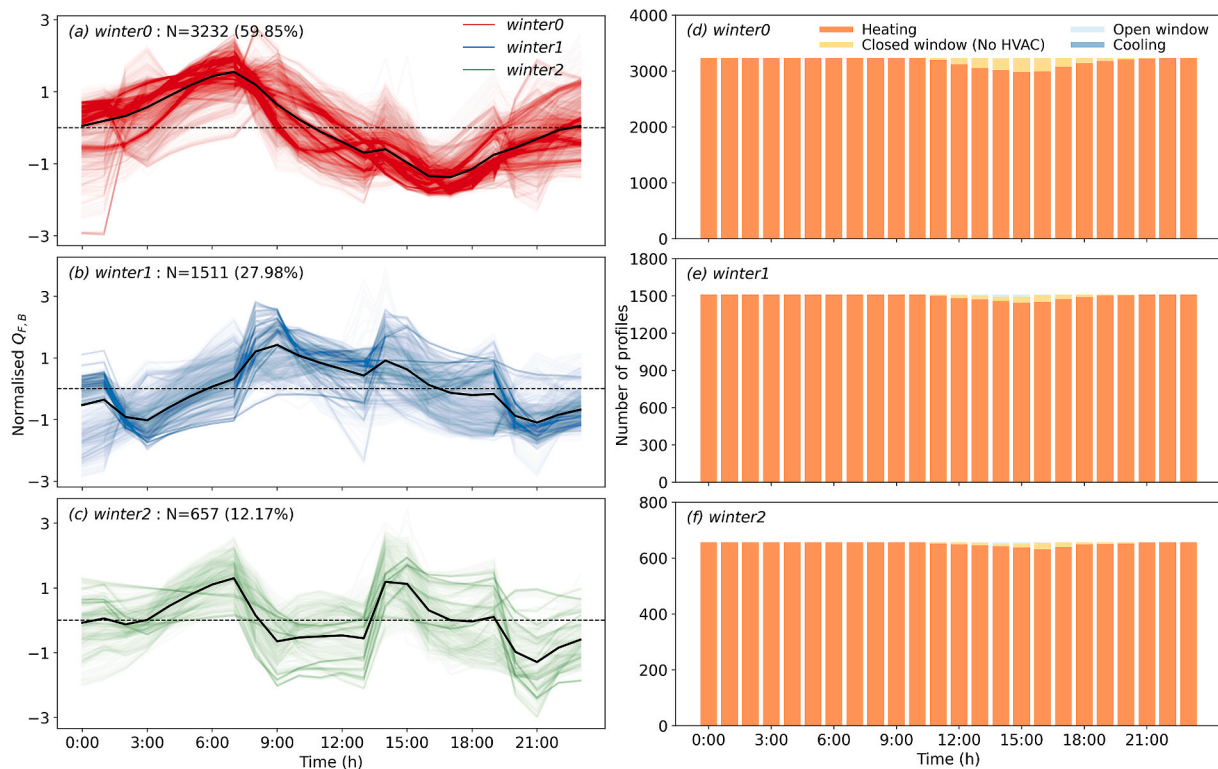 (a) winter0 : N=3232 (59.85%)
winter0
winter1
winter2
3
1
−1
−3
(b) winter1 : N=1511 (27.98%)
3
1
−1
−3
Normalised Q_{F,B}
(c) winter2 : N=657 (12.17%)
3
1
−1
−3
0:00 3:00 6:00 9:00 12:00 15:00 18:00 21:00
Time (h)
(d) winter0
Heating
Closed window (No HVAC)
Open window
Cooling
4000
3000
2000
1000
0
(e) winter1
1800
1500
1200
900
600
300
0
Number of profiles
(f) winter2
800
600
400
200
0
0:00 3:00 6:00 9:00 12:00 15:00 18:00 21:00
Time (h)